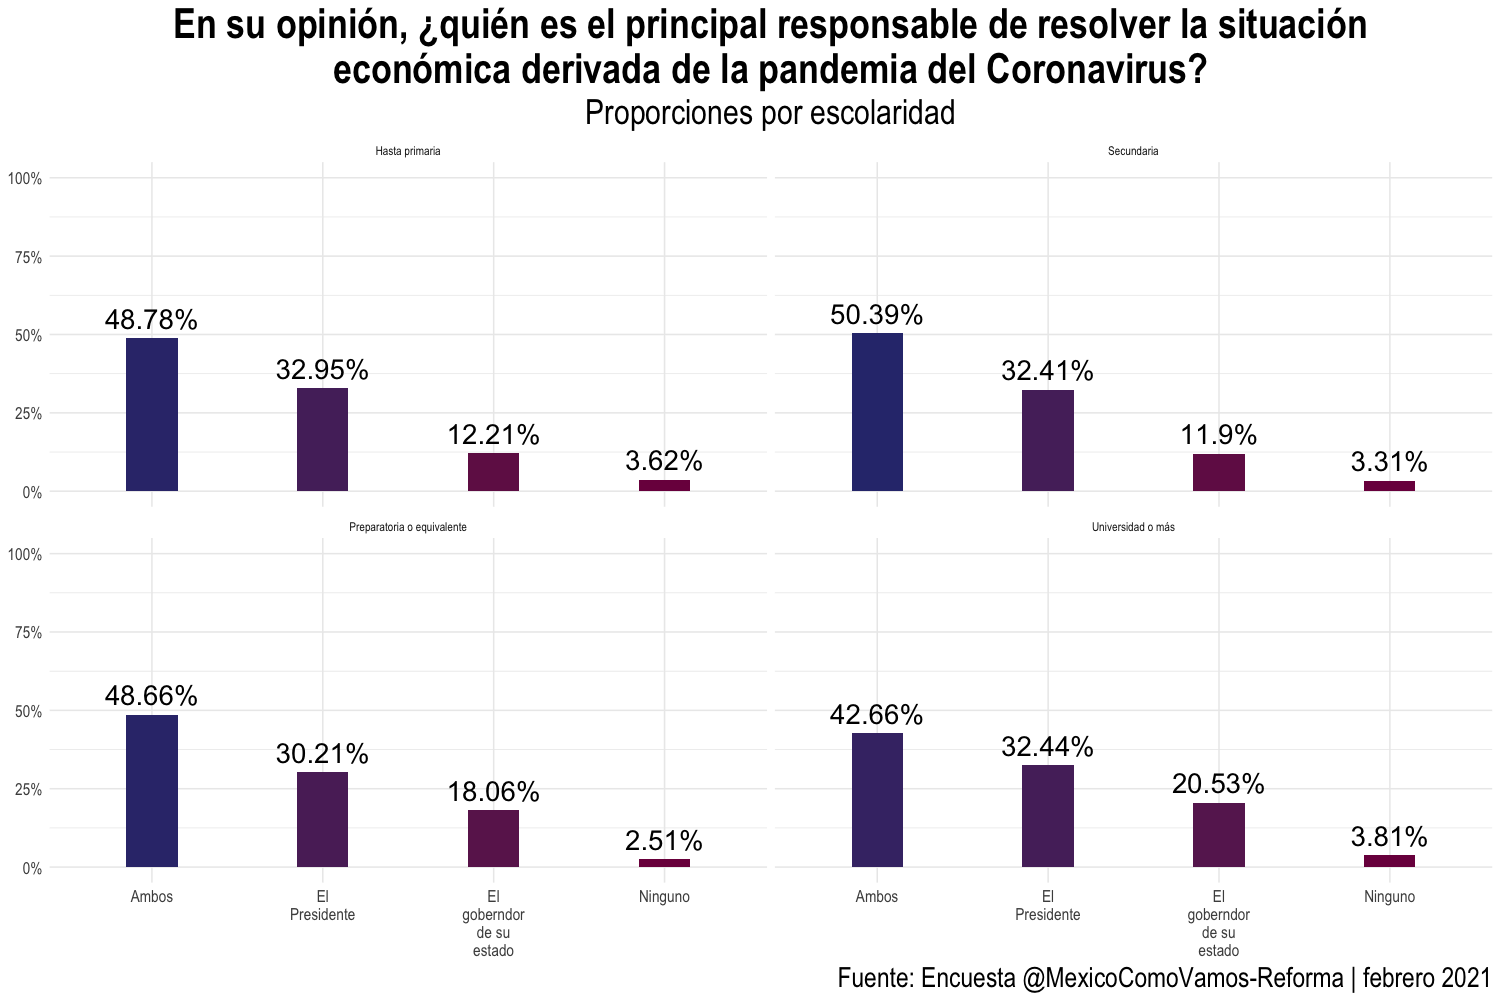 En su opinión, ¿quién es el principal responsable de resolver la situación
económica derivada de la pandemia del Coronavirus?
Proporciones por escolaridad
Hasta primaria
100%
75%
50%
25%
0%
48.78%
32.95%
12.21%
3.62%
Secundaria
50.39%
32.41%
11.9%
3.31%
Preparatoria o equivalente
100%
75%
50%
25%
0%
48.66%
30.21%
18.06%
2.51%
Ambos
El
Presidente
El
goberndor
de su
estado
Ninguno
Universidad o más
42.66%
32.44%
20.53%
3.81%
Ambos
El
Presidente
El
goberndor
de su
estado
Ninguno
Fuente: Encuesta @MexicoComoVamos-Reforma | febrero 2021